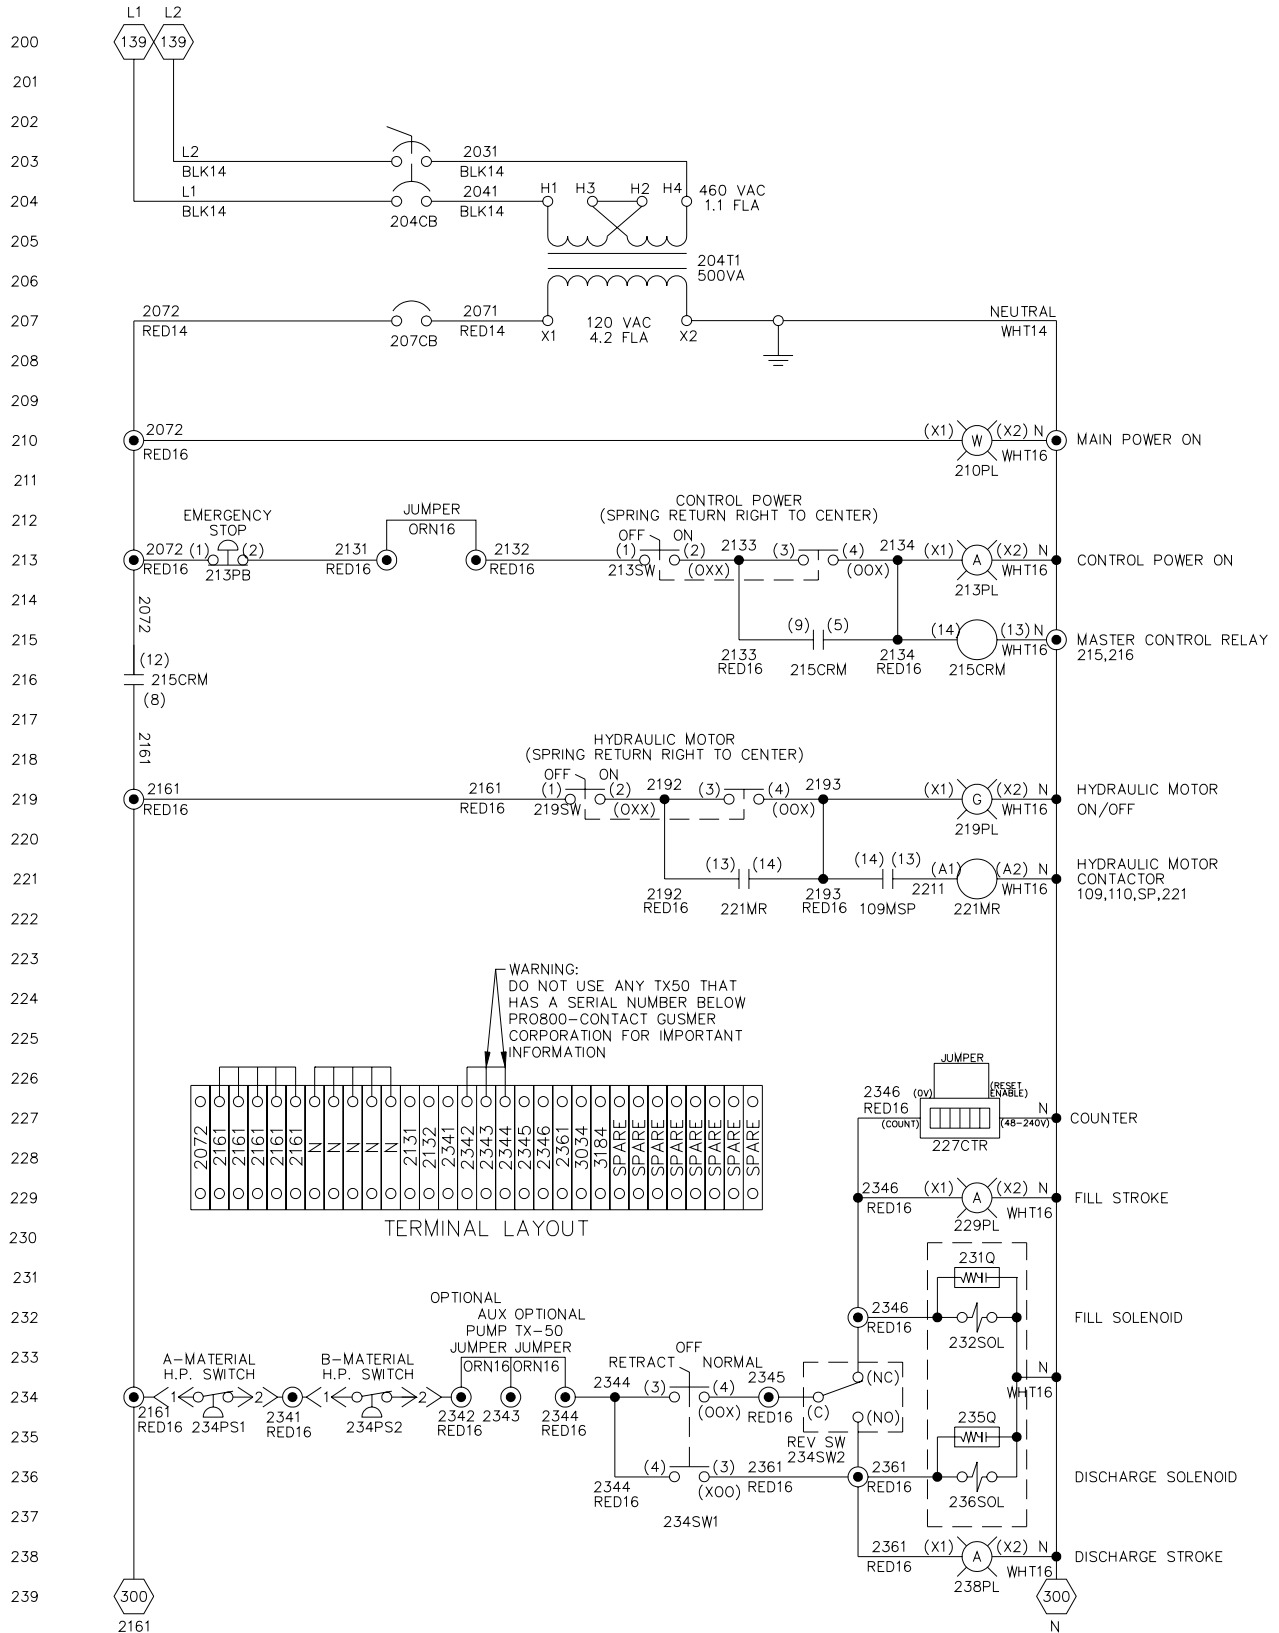 L1 L2
200 139 139
201
202
203 L2 2031
BLK14 BLK14
204 L1 2041 H1 H3 H2 H4 460 VAC
BLK14 204CB BLK14 1.1 FLA
205
204T1
500VA
206
207 2072 2071 NEUTRAL
RED14 207CB RED14 X1 120 VAC X2 WHT14
4.2 FLA
208
209
210 2072 (X1) W (X2) N MAIN POWER ON
RED16 210PL WHT16
211
212 EMERGENCY STOP JUMPER CONTROL POWER
ORN16 (SPRING RETURN RIGHT TO CENTER)
OFF ON
213 2072 (1) (2) 2131 2132 (1) (2) 2133 (3) (4) 2134 (X1) A (X2) N CONTROL POWER ON
RED16 213PB RED16 RED16 213SW (OXX) (OOX) 213PL WHT16
214 2072
215 (9) (5) (14) (13) N MASTER CONTROL RELAY
2133 2134 WHT16 215,216
RED16 215CRM RED16 215CRM
(12)
216 215CRM
(8)
217
218 2161 HYDRAULIC MOTOR
(SPRING RETURN RIGHT TO CENTER)
OFF ON
219 2161 2161 (1) (2) 2192 (3) (4) 2193 (X1) G (X2) N HYDRAULIC MOTOR
RED16 RED16 219SW (OXX) (OOX) 219PL WHT16 ON/OFF
220
221 (13) (14) (14) (13) (A1) (A2) N HYDRAULIC MOTOR
CONTACTOR
2192 2193 2211 WHT16 109,110,SP,221
RED16 221MR RED16 109MSP 221MR
222
223 WARNING:
224 DO NOT USE ANY TX50 THAT
HAS A SERIAL NUMBER BELOW
PRO800-CONTACT GUSMER
225 CORPORATION FOR IMPORTANT
INFORMATION
226 JUMPER
227 2346 (0V) (RESET ENABLE) N COUNTER
RED16 (COUNT) (48-240V)
228 227CTR
2072 2161 2161 2161 2161 2161 N N N N N 2131 2132 2341 2342 2343 2344 2345 2346 2361 3034 3184 SPARE SPARE SPARE SPARE SPARE SPARE SPARE SPARE
229 2346 (X1) A (X2) N FILL STROKE
RED16 229PL WHT16
TERMINAL LAYOUT
230
231 231Q
OPTIONAL
232 AUX OPTIONAL 2346 FILL SOLENOID
PUMP TX-50 RED16 232SOL
233 JUMPER JUMPER OFF
A-MATERIAL B-MATERIAL ORN16 ORN16 RETRACT NORMAL
H.P. SWITCH H.P. SWITCH N
234 1 2 1 2 2344 (3) (4) 2345 (NC) WHT16
2161 234PS1 2341 234PS2 2342 2343 2344 (OOX) RED16 (C) (NO)
RED16 RED16 RED16 RED16
235 REV SW 235Q
234SW2
236 (4) (3) 2361 2361 DISCHARGE SOLENOID
2344 (XOO) RED16 RED16 236SOL
RED16
237 234SW1
238 2361 (X1) A (X2) N DISCHARGE STROKE
RED16 238PL WHT16
239 300 300
2161 N